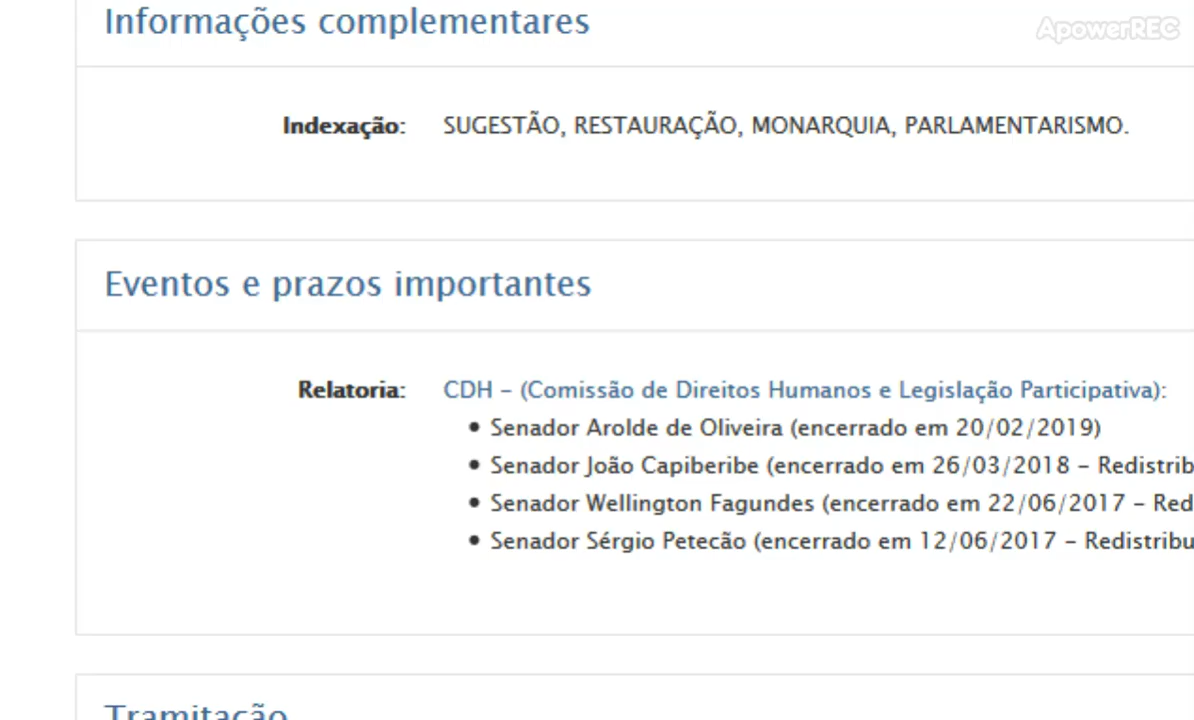 Informações complementares
ApowerREC
Indexação: SUGESTÃO, RESTAURAÇÃO, MONARQUIA, PARLAMENTARISMO.
Eventos e prazos importantes
Relatoria: CDH - (Comissão de Direitos Humanos e Legislação Participativa):
• Senador Arolde de Oliveira (encerrado em 20/02/2019)
• Senador João Capiberibe (encerrado em 26/03/2018 - Redistrib
• Senador Wellington Fagundes (encerrado em 22/06/2017 - Red
• Senador Sérgio Petecão (encerrado em 12/06/2017 - Redistribu
Tramitação